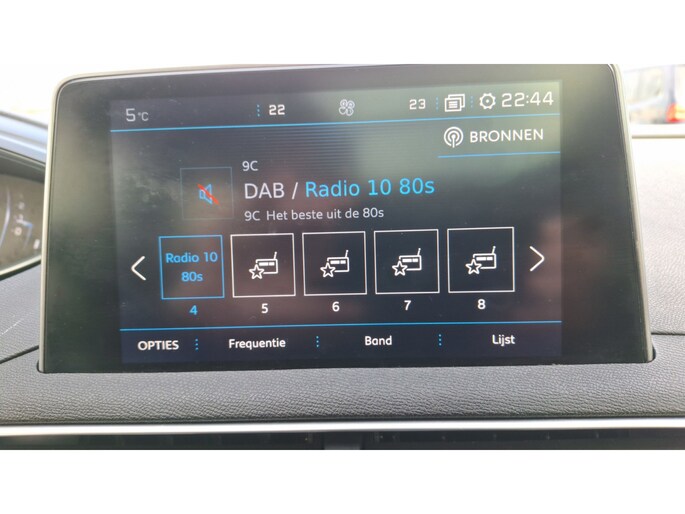 5°C 22 23 22:44
BRONNEN
9C
DAB / Radio 10 80s
9C Het beste uit de 80s
Radio 10
80s
4 5 6 7 8
OPTIES Frequentie Band Lijst